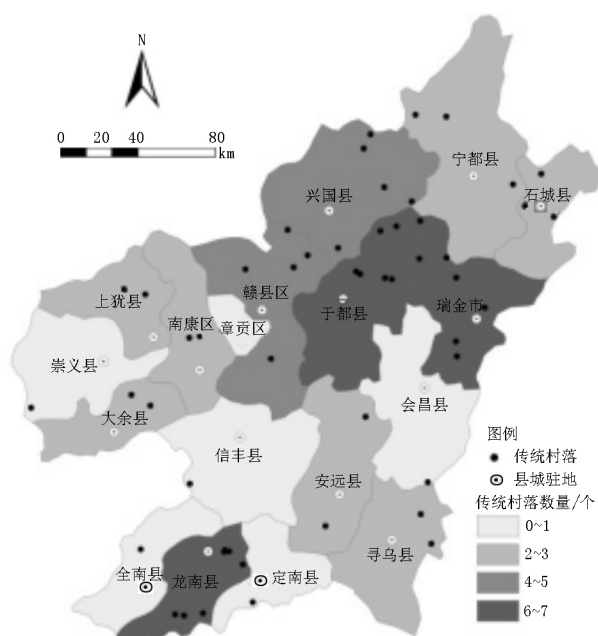 N
0 20 40 80
km
宁都县
石城县
兴国县
上犹县
赣县区
南康区
章贡区
于都县
瑞金市
崇义县
大余县
会昌县
信丰县
安远县
寻乌县
全南县
龙南县
定南县
图例
传统村落
县城驻地
传统村落数量/个
0~1
2~3
4~5
6~7